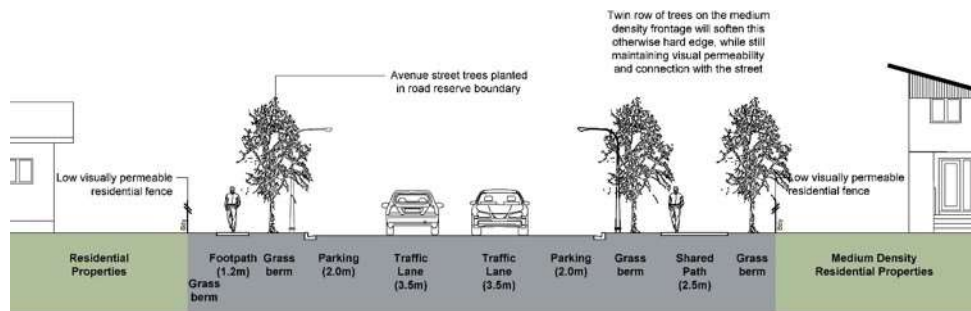 Twin row of trees on the medium
density frontage will soften this
otherwise hard edge, while still
maintaining visual permeability
and connection with the street
Avenue street trees planted
in road reserve boundary
Low visually permeable
residential fence
Low visually permeable
residential fence
Bdy
Bdy
Residential
Properties
Grass
berm
Footpath
(1.2m)
Grass
berm
Parking
(2.0m)
Traffic
Lane
(3.5m)
Traffic
Lane
(3.5m)
Parking
(2.0m)
Grass
berm
Shared
Path
(2.5m)
Grass
berm
Medium Density
Residential Properties